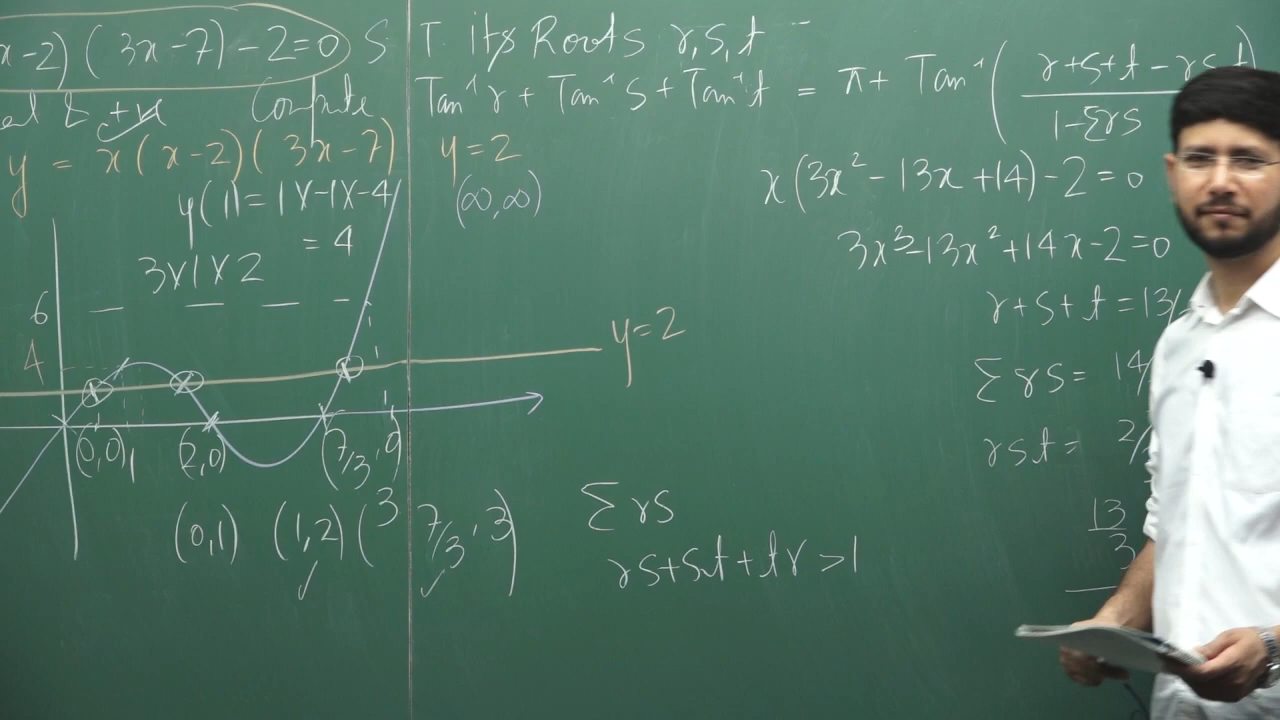 x-2)(3x-7)-2=0 S.T. its Roots r,s,t
& +ve Compute Tan⁻¹r + Tan⁻¹s + Tan⁻¹t = π + Tan⁻¹( r+s+t-rst)
1-Σrs
y = x(x-2)(3x-7) y=2
(∞,∞)
y(1)=1×-1×-4
= 4
3×1×2
6
4
y=2
(0,0) 1 (2,0) (7/3,0)
(0,1) (1,2) (3 7/3,3)
Σrs
rs+st+tr>1
x(3x²-13x+14)-2=0
3x³-13x²+14x-2=0
r+s+t=13/
Σrs= 14/
rst= 2/
13
3